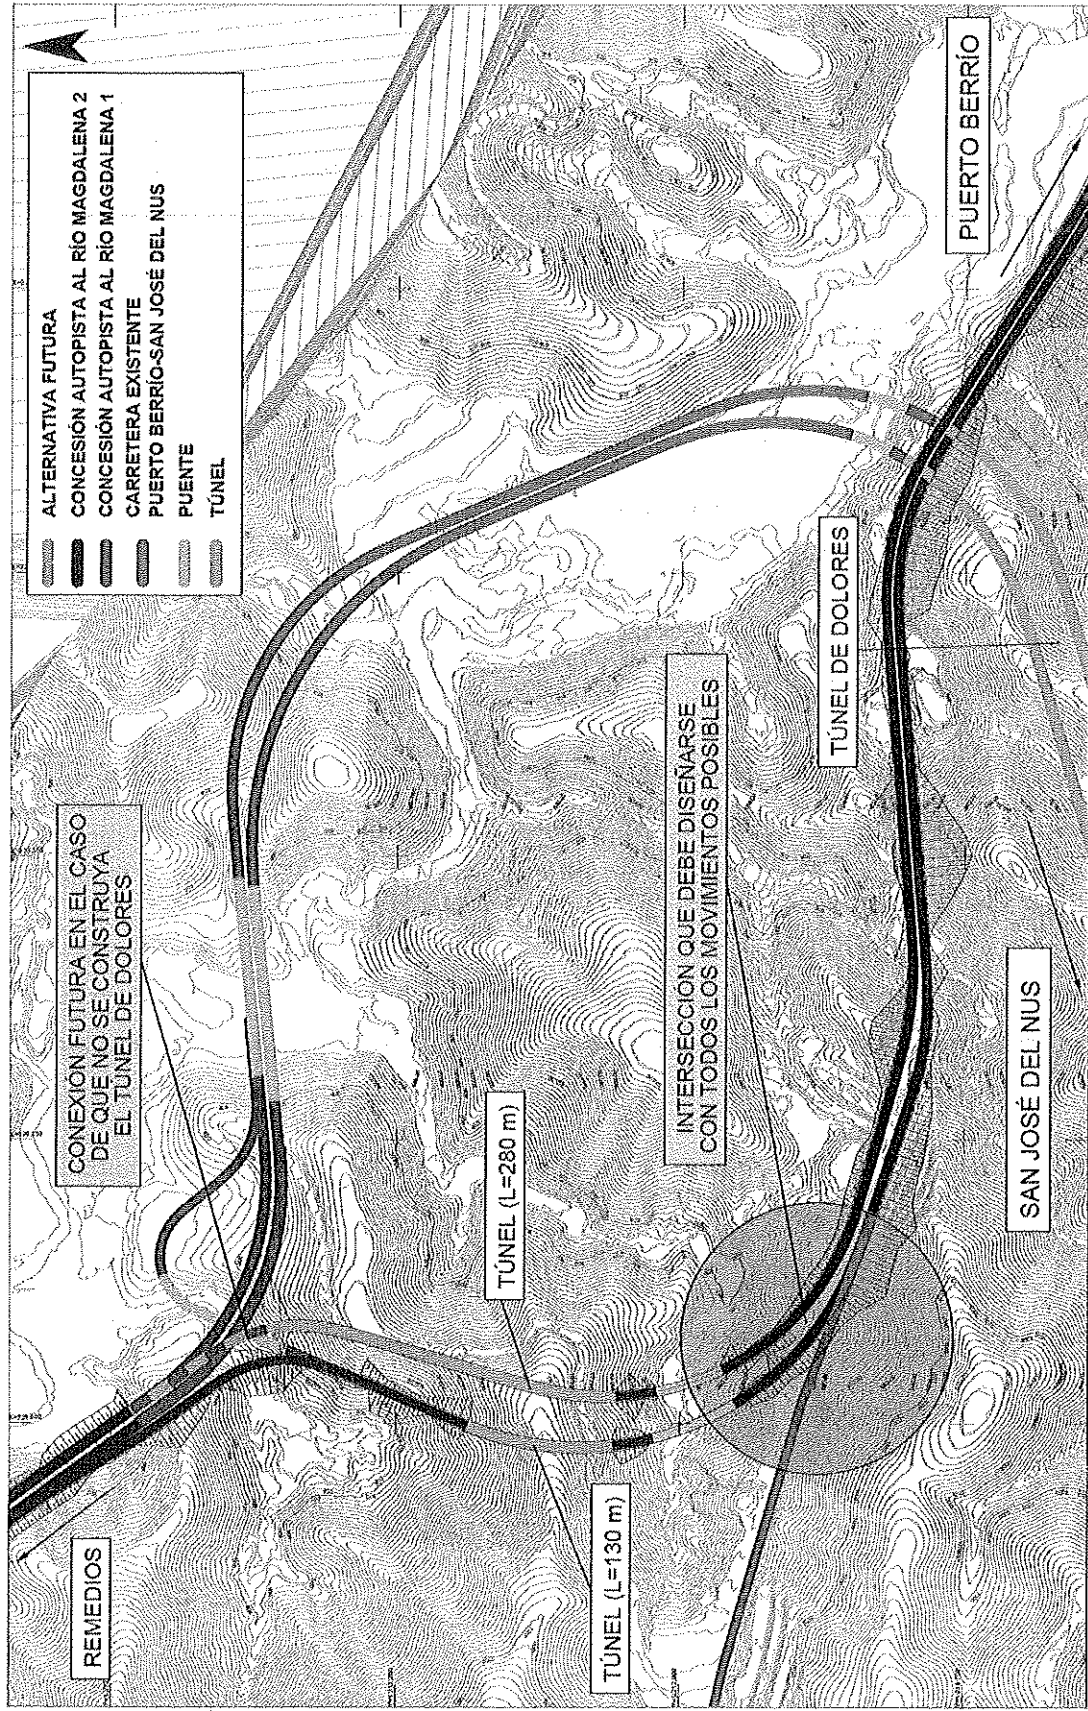 ALTERNATIVA FUTURA
CONCESIÓN AUTOPISTA AL RÍO MAGDALENA 2
CONCESIÓN AUTOPISTA AL RÍO MAGDALENA 1
CARRETERA EXISTENTE
PUERTO BERRÍO-SAN JOSÉ DEL NUS
PUENTE
TÚNEL
REMEDIOS
CONEXIÓN FUTURA EN EL CASO
DE QUE NO SE CONSTRUYA
EL TÚNEL DE DOLORES
TÚNEL (L=280 m)
TÚNEL (L=130 m)
INTERSECCION QUE DEBE DISEÑARSE
CON TODOS LOS MOVIMIENTOS POSIBLES
TÚNEL DE DOLORES
PUERTO BERRÍO
SAN JOSÉ DEL NUS